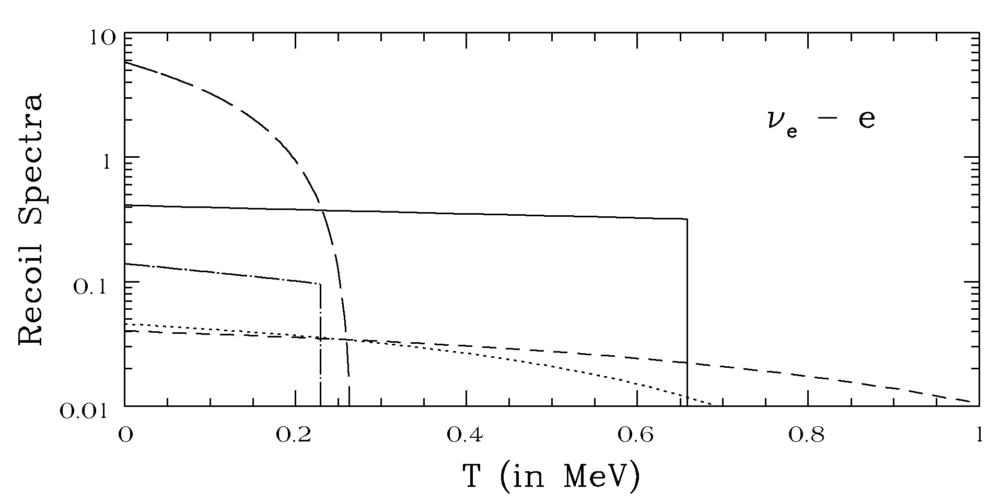 10
1
0.1
0.01
Recoil Spectra
νₑ − e
0 0.2 0.4 0.6 0.8 1
T (in MeV)